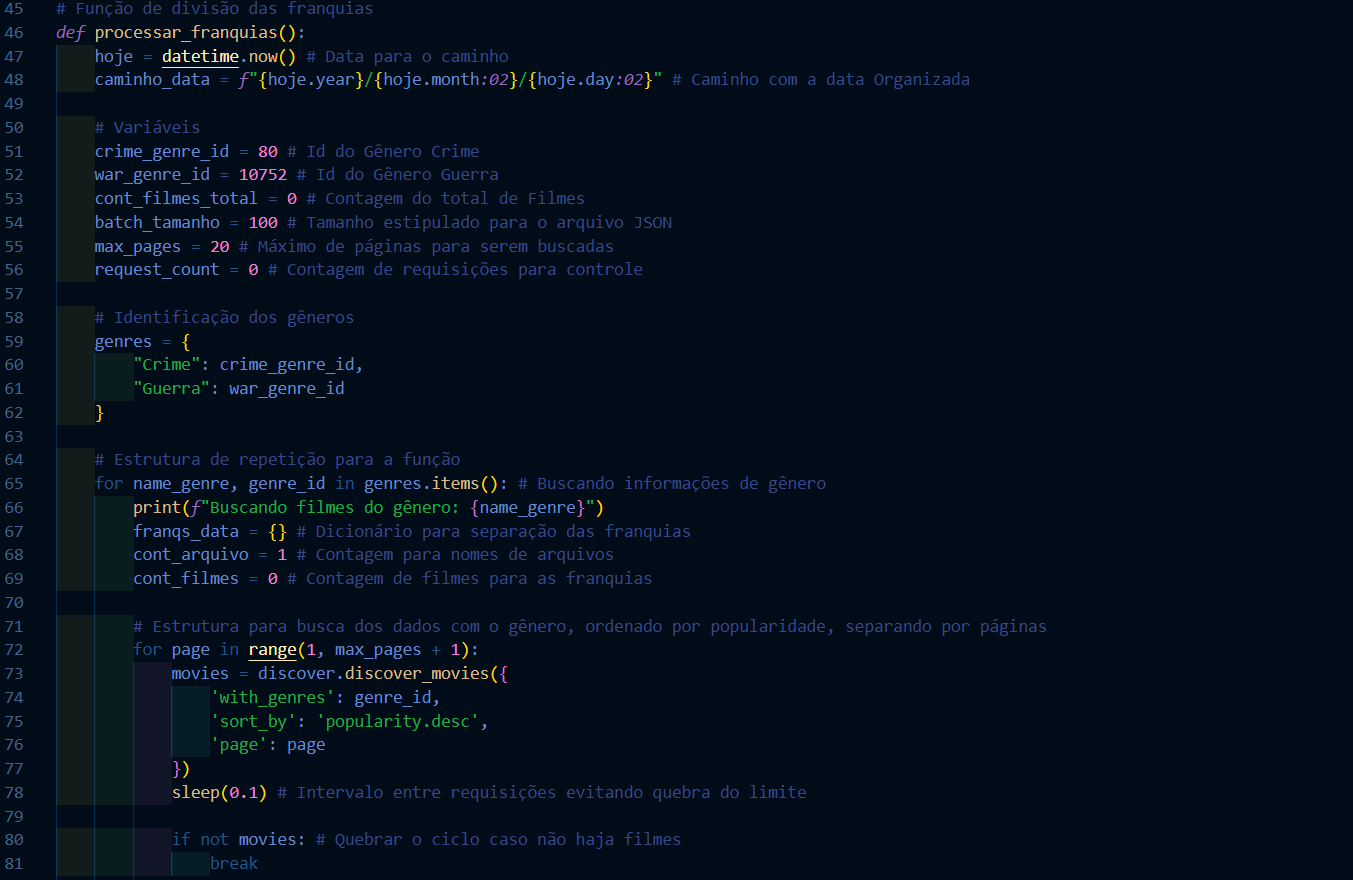 45 # Função de divisão das franquias
46 def processar_franquias():
47 hoje = datetime.now() # Data para o caminho
48 caminho_data = f"{hoje.year}/{hoje.month:02}/{hoje.day:02}" # Caminho com a data Organizada
49
50 # Variáveis
51 crime_genre_id = 80 # Id do Gênero Crime
52 war_genre_id = 10752 # Id do Gênero Guerra
53 cont_filmes_total = 0 # Contagem do total de Filmes
54 batch_tamanho = 100 # Tamanho estipulado para o arquivo JSON
55 max_pages = 20 # Máximo de páginas para serem buscadas
56 request_count = 0 # Contagem de requisições para controle
57
58 # Identificação dos gêneros
59 genres = {
60 "Crime": crime_genre_id,
61 "Guerra": war_genre_id
62 }
63
64 # Estrutura de repetição para a função
65 for name_genre, genre_id in genres.items(): # Buscando informações de gênero
66 print(f"Buscando filmes do gênero: {name_genre}")
67 franqs_data = {} # Dicionário para separação das franquias
68 cont_arquivo = 1 # Contagem para nomes de arquivos
69 cont_filmes = 0 # Contagem de filmes para as franquias
70
71 # Estrutura para busca dos dados com o gênero, ordenado por popularidade, separando por páginas
72 for page in range(1, max_pages + 1):
73 movies = discover.discover_movies({
74 'with_genres': genre_id,
75 'sort_by': 'popularity.desc',
76 'page': page
77 })
78 sleep(0.1) # Intervalo entre requisições evitando quebra do limite
79
80 if not movies: # Quebrar o ciclo caso não haja filmes
81 break